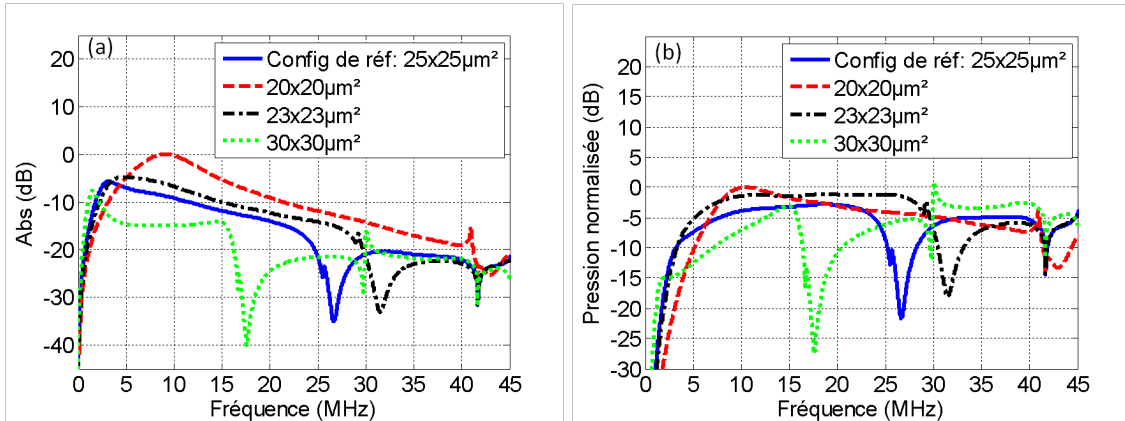 (a)
Config de réf: 25x25µm²
20x20µm²
23x23µm²
30x30µm²
20
10
0
-10
-20
-30
-40
Abs (dB)
0 5 10 15 20 25 30 35 40 45
Fréquence (MHz)
(b)
Config de réf: 25x25µm²
20x20µm²
23x23µm²
30x30µm²
20
15
10
5
0
-5
-10
-15
-20
-25
-30
Pression normalisée (dB)
0 5 10 15 20 25 30 35 40 45
Fréquence (MHz)